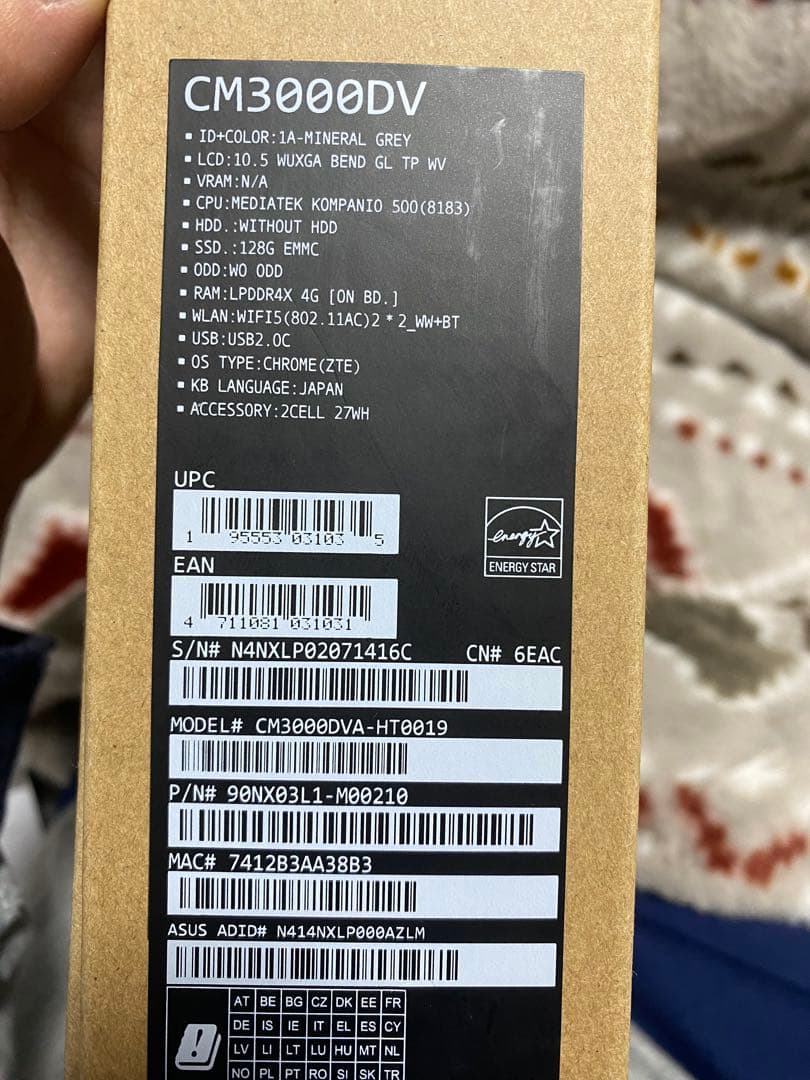 CM3000DV
▪ ID+COLOR:1A-MINERAL GREY
▪ LCD:10.5 WUXGA BEND GL TP WV
▪ VRAM:N/A
▪ CPU:MEDIATEK KOMPANIO 500(8183)
▪ HDD.:WITHOUT HDD
▪ SSD.:128G EMMC
▪ ODD:WO ODD
▪ RAM:LPDDR4X 4G [ON BD.]
▪ WLAN:WIFI5(802.11AC)2*2_WW+BT
▪ USB:USB2.0C
▪ OS TYPE:CHROME(ZTE)
▪ KB LANGUAGE:JAPAN
▪ ACCESSORY:2CELL 27WH
UPC
1 95553 03103 5
energy
ENERGY STAR
EAN
4 711081 031031
S/N# N4NXLP02071416C CN# 6EAC
MODEL# CM3000DVA-HT0019
P/N# 90NX03L1-M00210
MAC# 7412B3AA38B3
ASUS ADID# N414NXLP000AZLM
AT BE BG CZ DK EE FR
DE IS IE IT EL ES CY
LV LI LT LU HU MT NL
NO PL PT RO SI SK TR